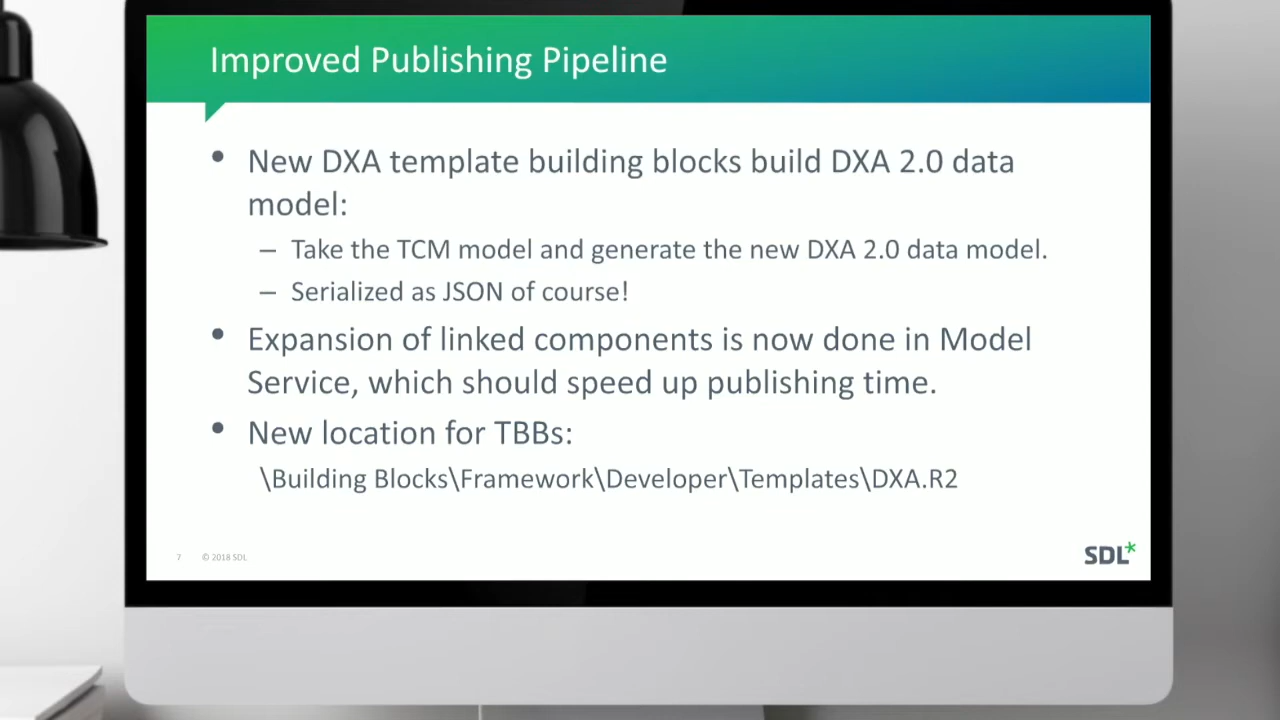 Improved Publishing Pipeline
• New DXA template building blocks build DXA 2.0 data
model:
– Take the TCM model and generate the new DXA 2.0 data model.
– Serialized as JSON of course!
• Expansion of linked components is now done in Model
Service, which should speed up publishing time.
• New location for TBBs:
\Building Blocks\Framework\Developer\Templates\DXA.R2
7 © 2018 SDL
SDL*